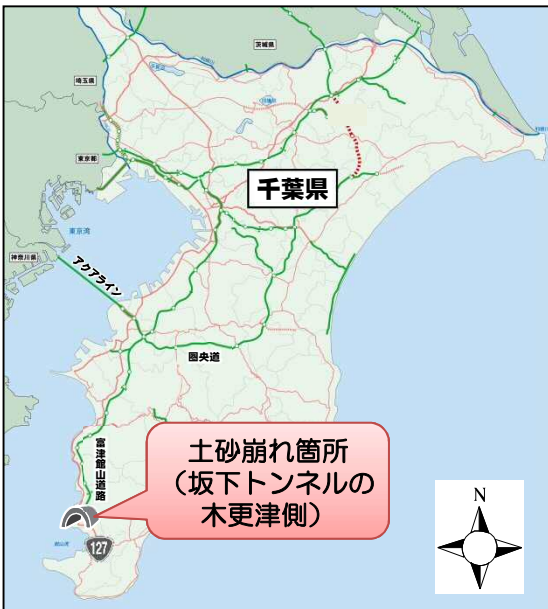 茨城県
埼玉県
東京都
千葉県
東京湾
神奈川県
アクアライン
圏央道
富津館山道路
土砂崩れ箇所
（坂下トンネルの
木更津側）
127
N